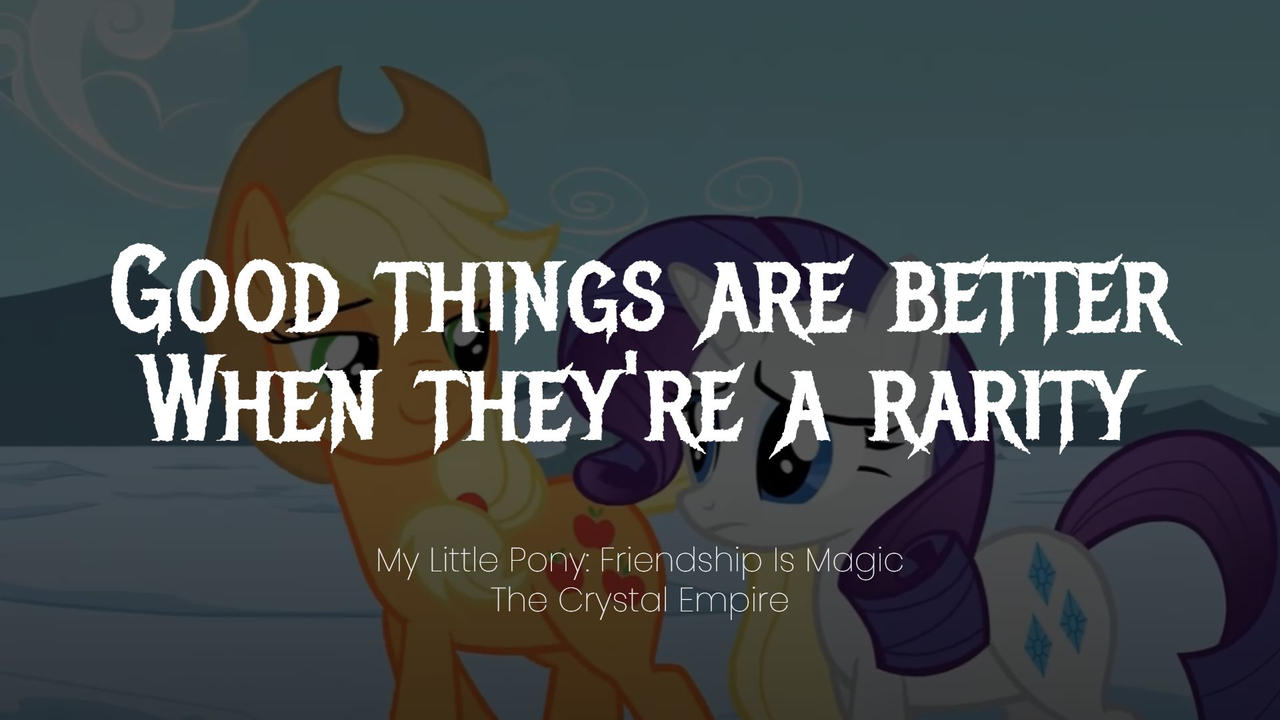 Good things are better
When they're a rarity
My Little Pony: Friendship Is Magic
The Crystal Empire